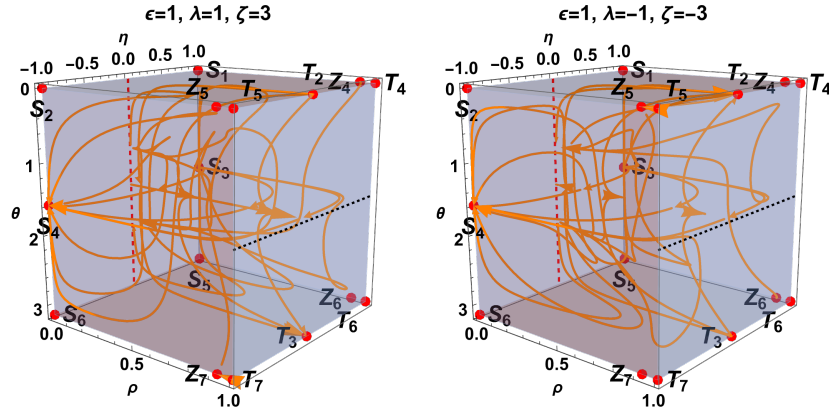 ϵ=1, λ=1, ζ=3
η
-1.0 -0.5 0.0 0.5 1.0
S₁ T₂ Z₄ T₄
0 S₂ Z₅ T₅
1 S₃
θ S₄
2
S₅
3 S₆ Z₆ T₆
0.0 T₃
0.5 Z₇ T₇
ρ 1.0
ϵ=1, λ=-1, ζ=-3
η
-1.0 -0.5 0.0 0.5 1.0
S₁ T₂ Z₄ T₄
0 S₂ Z₅ T₅
1 S₃
θ S₄
2
S₅
3 S₆ Z₆ T₆
0.0 T₃
0.5 Z₇ T₇
ρ 1.0